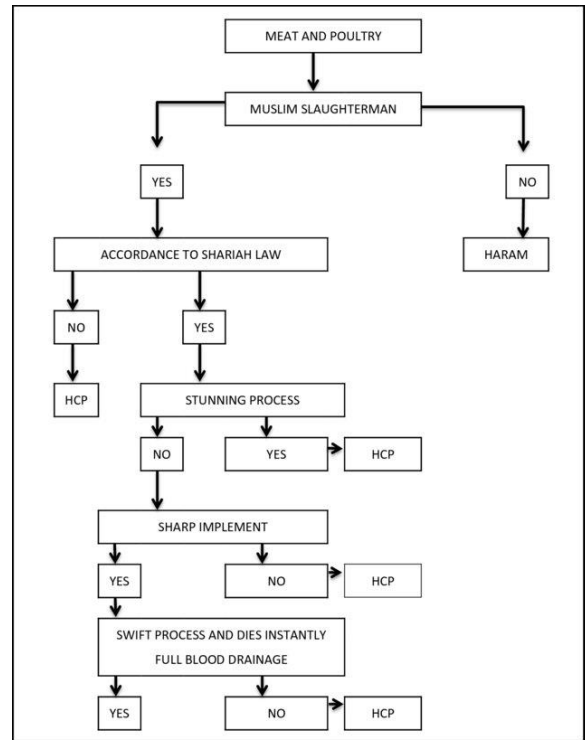 MEAT AND POULTRY
MUSLIM SLAUGHTERMAN
YES
NO
ACCORDANCE TO SHARIAH LAW
HARAM
NO
YES
HCP
STUNNING PROCESS
NO
YES
HCP
SHARP IMPLEMENT
YES
NO
HCP
SWIFT PROCESS AND DIES INSTANTLY
FULL BLOOD DRAINAGE
YES
NO
HCP